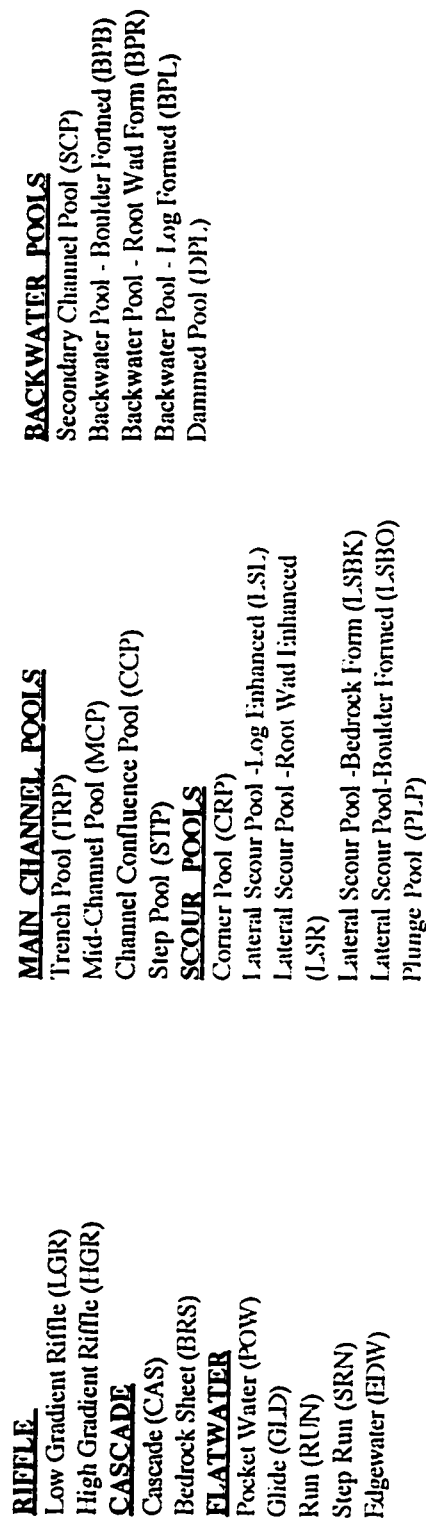 RIFFLE
Low Gradient Riffle (LGR)
High Gradient Riffle (HGR)
CASCADE
Cascade (CAS)
Bedrock Sheet (BRS)
FLATWATER
Pocket Water (POW)
Glide (GLD)
Run (RUN)
Step Run (SRN)
Edgewater (EDW)
MAIN CHANNEL POOLS
Trench Pool (TRP)
Mid-Channel Pool (MCP)
Channel Confluence Pool (CCP)
Step Pool (STP)
SCOUR POOLS
Corner Pool (CRP)
Lateral Scour Pool -Log Enhanced (LSL)
Lateral Scour Pool -Root Wad Enhanced
(LSR)
Lateral Scour Pool -Bedrock Form (LSBK)
Lateral Scour Pool-Boulder Formed (LSBO)
Plunge Pool (PLP)
BACKWATER POOLS
Secondary Channel Pool (SCP)
Backwater Pool - Boulder Formed (BPB)
Backwater Pool - Root Wad Form (BPR)
Backwater Pool - Log Formed (BPL)
Dammed Pool (DPL)